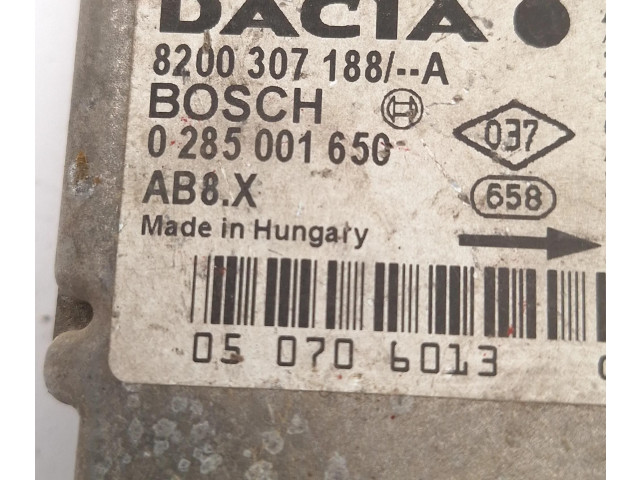 DACIA
8200 307 188/--A
BOSCH
0 285 001 650
037
AB8.X
658
Made in Hungary
05 070 6013